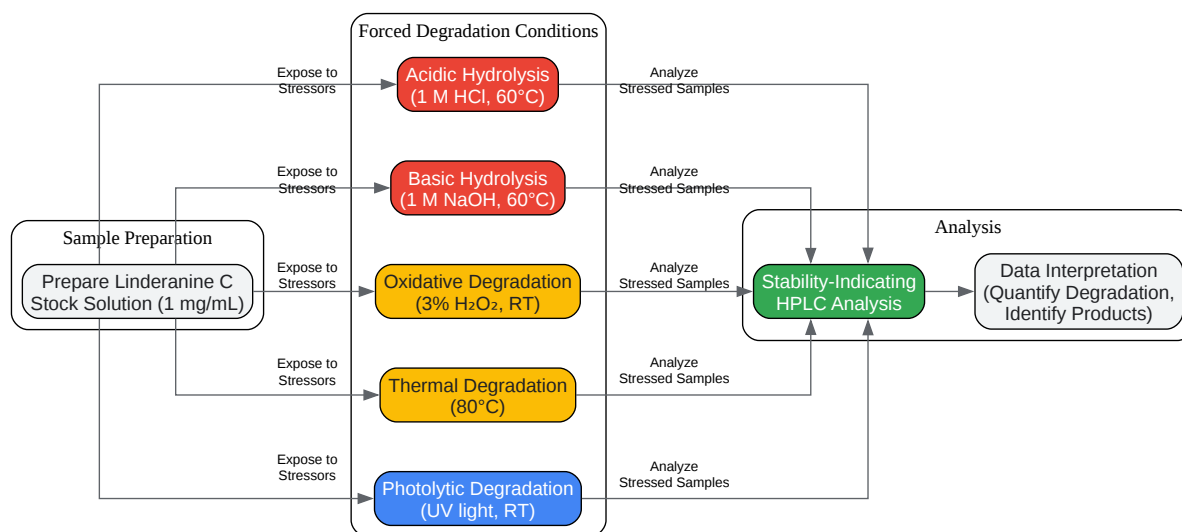 Forced Degradation Conditions
Expose to
Stressors
Acidic Hydrolysis
(1 M HCl, 60°C)
Analyze
Stressed Samples
Expose to
Stressors
Basic Hydrolysis
(1 M NaOH, 60°C)
Analyze
Stressed Samples
Sample Preparation
Prepare Linderanine C
Stock Solution (1 mg/mL)
Expose to
Stressors
Oxidative Degradation
(3% H₂O₂, RT)
Analyze
Stressed Samples
Analysis
Stability-Indicating
HPLC Analysis
Data Interpretation
(Quantify Degradation,
Identify Products)
Expose to
Stressors
Thermal Degradation
(80°C)
Analyze
Stressed Samples
Expose to
Stressors
Photolytic Degradation
(UV light, RT)
Analyze
Stressed Samples